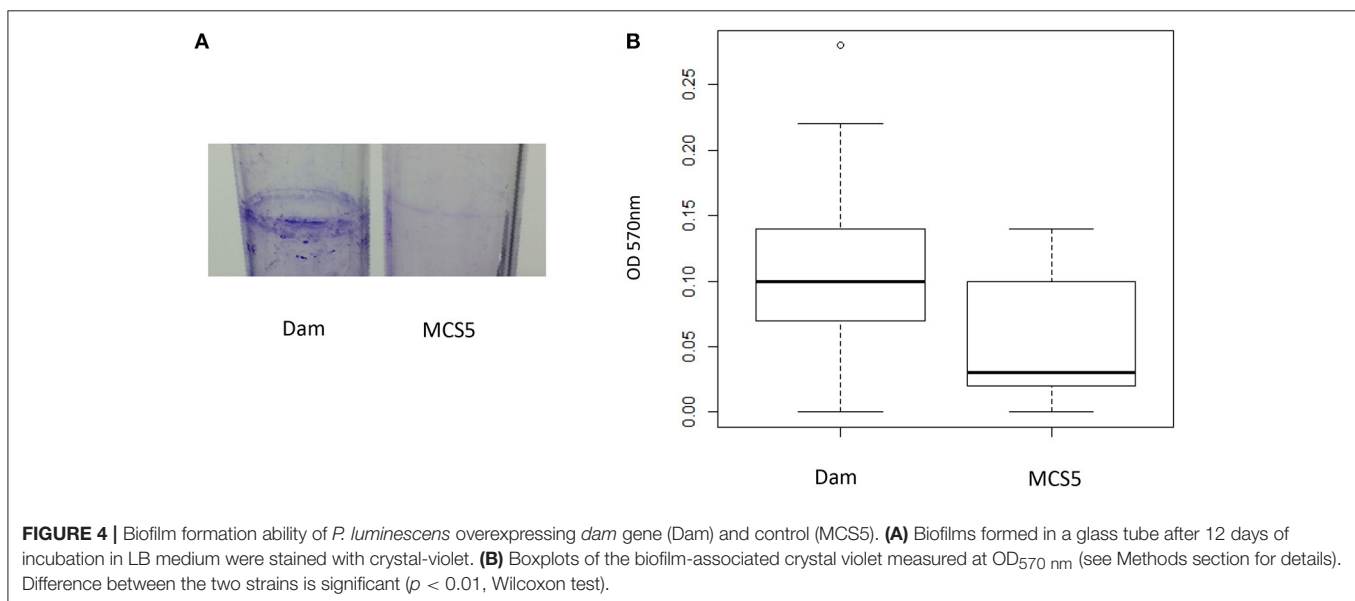 A
B
Dam MCS5
OD 570nm
0.25
0.20
0.15
0.10
0.05
0.00
Dam MCS5
FIGURE 4 | Biofilm formation ability of P. luminescens overexpressing dam gene (Dam) and control (MCS5). (A) Biofilms formed in a glass tube after 12 days of
incubation in LB medium were stained with crystal-violet. (B) Boxplots of the biofilm-associated crystal violet measured at OD570 nm (see Methods section for details).
Difference between the two strains is significant (p < 0.01, Wilcoxon test).